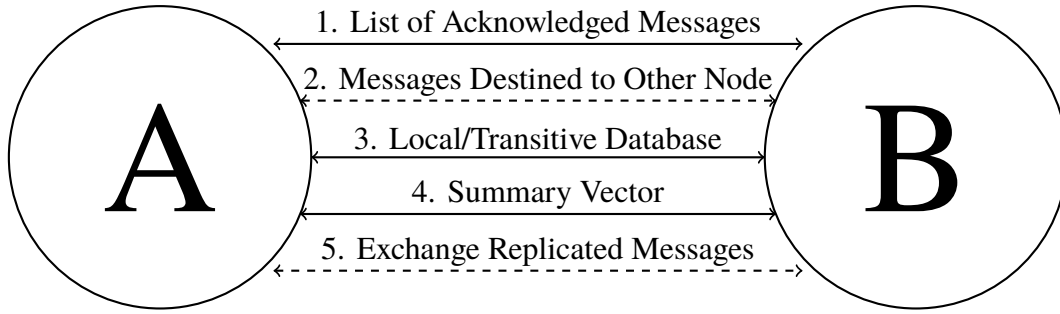 1. List of Acknowledged Messages
2. Messages Destined to Other Node
3. Local/Transitive Database
4. Summary Vector
5. Exchange Replicated Messages
A
B